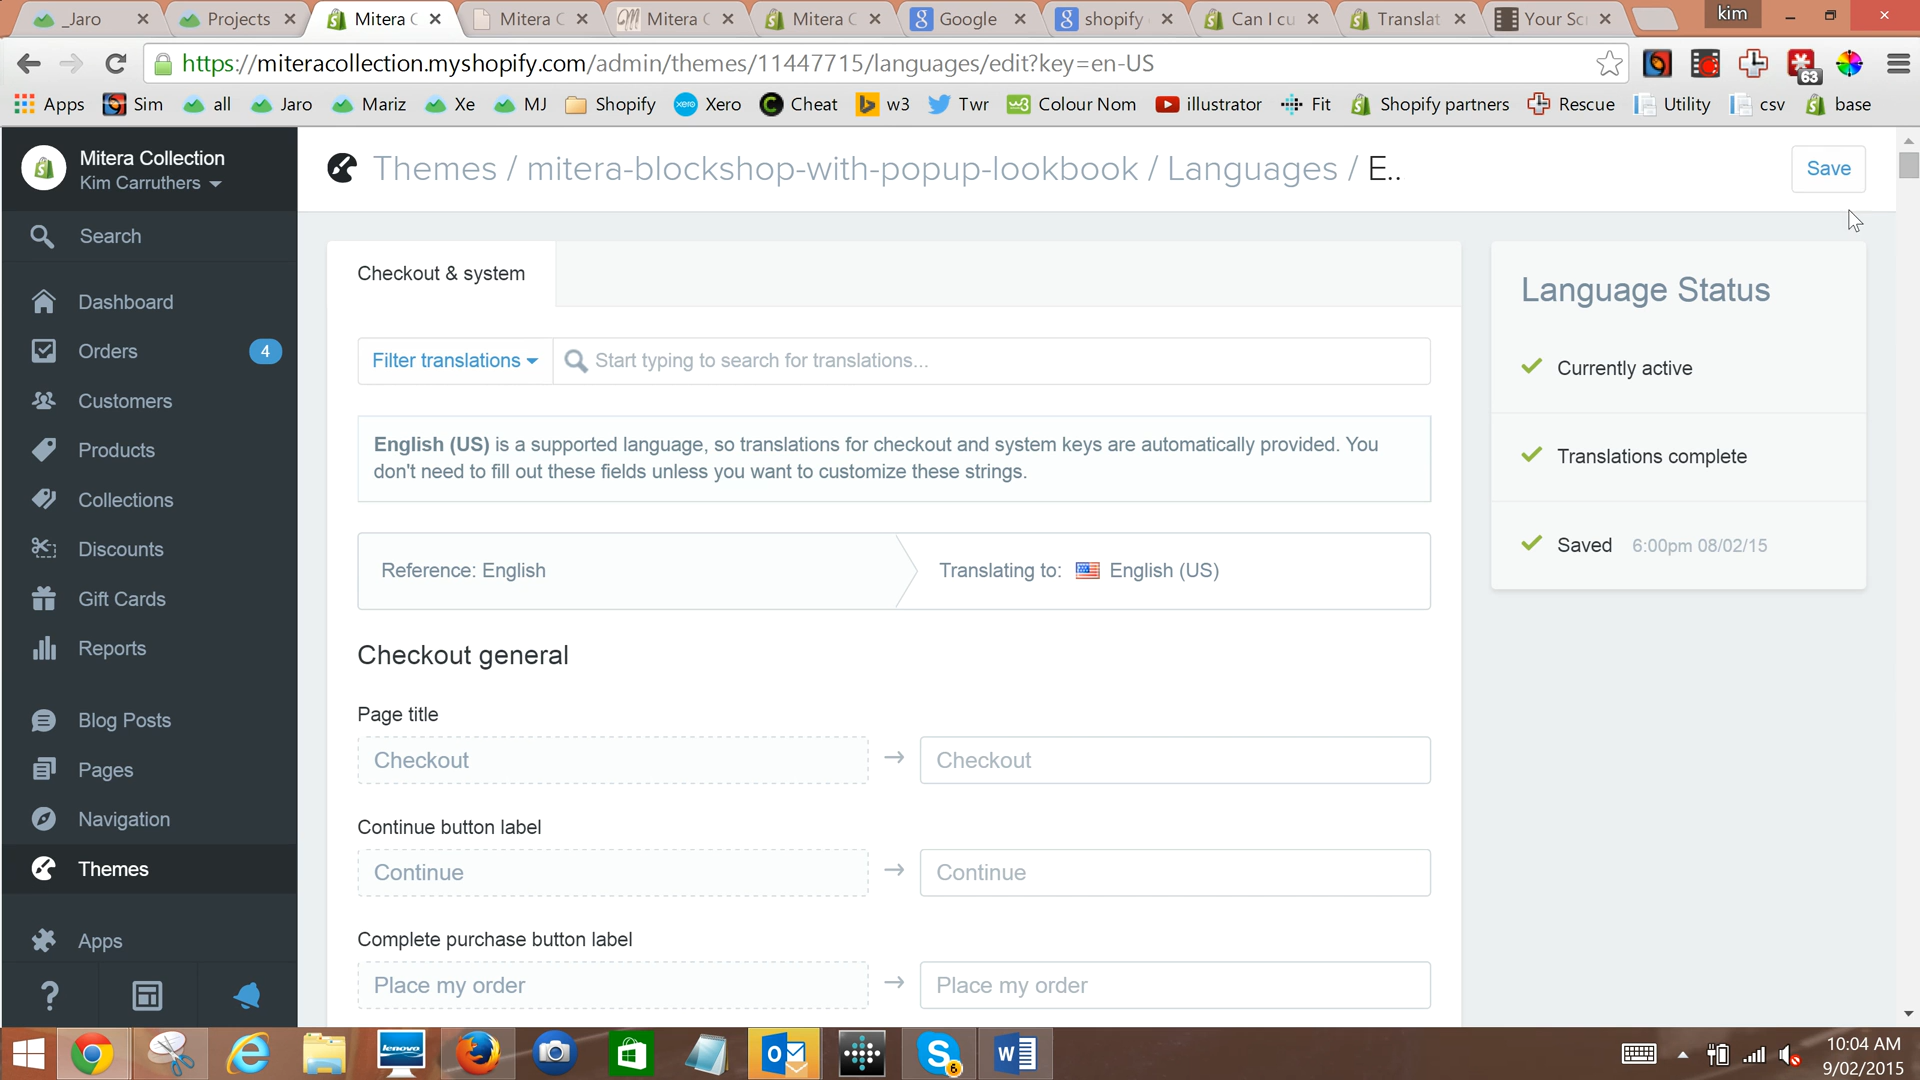 _Jaro
Projects
Mitera C
Mitera C
Mitera C
Mitera C
Google
shopify
Can I cu
Translat
Your Sc
kim
https://miteracollection.myshopify.com/admin/themes/11447715/languages/edit?key=en-US
63
Apps
Sim
all
Jaro
Mariz
Xe
MJ
Shopify
Xero
Cheat
w3
Twr
Colour Nom
illustrator
Fit
Shopify partners
Rescue
Utility
csv
base
Mitera Collection
Kim Carruthers
Themes / mitera-blockshop-with-popup-lookbook / Languages / E..
Save
Search
Dashboard
Orders
4
Customers
Products
Collections
Discounts
Gift Cards
Reports
Blog Posts
Pages
Navigation
Themes
Apps
Checkout & system
Filter translations
Start typing to search for translations...
English (US) is a supported language, so translations for checkout and system keys are automatically provided. You
don't need to fill out these fields unless you want to customize these strings.
Reference: English
Translating to: English (US)
Checkout general
Page title
Checkout
Checkout
Continue button label
Continue
Continue
Complete purchase button label
Place my order
Place my order
Language Status
Currently active
Translations complete
Saved 6:00pm 08/02/15
lenovo
6
10:04 AM
9/02/2015